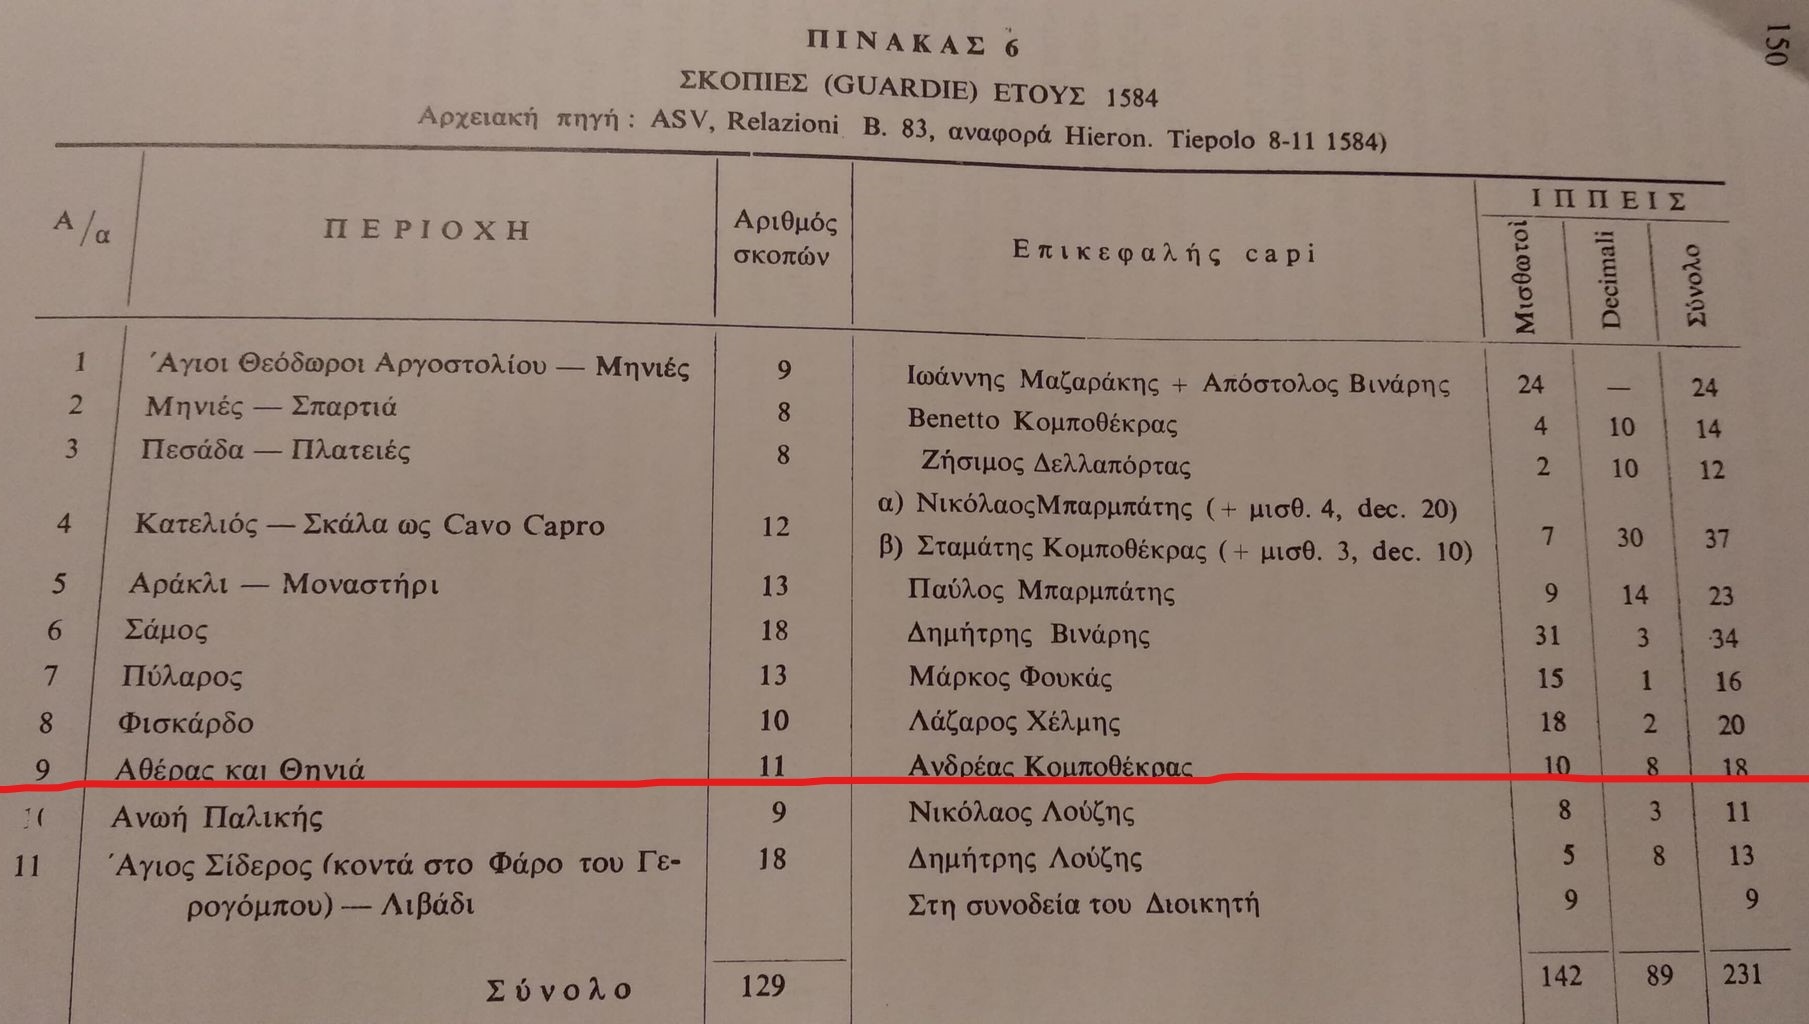 150
ΠΙΝΑΚΑΣ 6
ΣΚΟΠΙΕΣ (GUARDIE) ΕΤΟΥΣ 1584
Αρχειακή πηγή : ASV, Relazioni B. 83, αναφορά Hieron. Tiepolo 8-11 1584)
Α/α ΠΕΡΙΟΧΗ Αριθμός σκοπών Επικεφαλής capi ΙΠΠΕΙΣ
Μισθωτοί Decimali Σύνολο
1 Άγιοι Θεόδωροι Αργοστολίου — Μηνιές 9 Ιωάννης Μαζαράκης + Απόστολος Βινάρης 24 — 24
2 Μηνιές — Σπαρτιά 8 Benetto Κομποθέκρας 4 10 14
3 Πεσάδα — Πλατειές 8 Ζήσιμος Δελλαπόρτας 2 10 12
4 Κατελιός — Σκάλα ως Cavo Capro 12 α) ΝικόλαοςΜπαρμπάτης (+ μισθ. 4, dec. 20)
β) Σταμάτης Κομποθέκρας (+ μισθ. 3, dec. 10) 7 30 37
5 Αράκλι — Μοναστήρι 13 Παύλος Μπαρμπάτης 9 14 23
6 Σάμος 18 Δημήτρης Βινάρης 31 3 34
7 Πύλαρος 13 Μάρκος Φουκάς 15 1 16
8 Φισκάρδο 10 Λάζαρος Χέλμης 18 2 20
9 Αθέρας και Θηνιά 11 Ανδρέας Κομποθέκρας 10 8 18
Ανωή Παλικής 9 Νικόλαος Λούζης 8 3 11
11 Άγιος Σίδερος (κοντά στο Φάρο του Γε- 18 Δημήτρης Λούζης 5 8 13
ρογόμπου) — Λιβάδι Στη συνοδεία του Διοικητή 9 9
Σύνολο 129 142 89 231